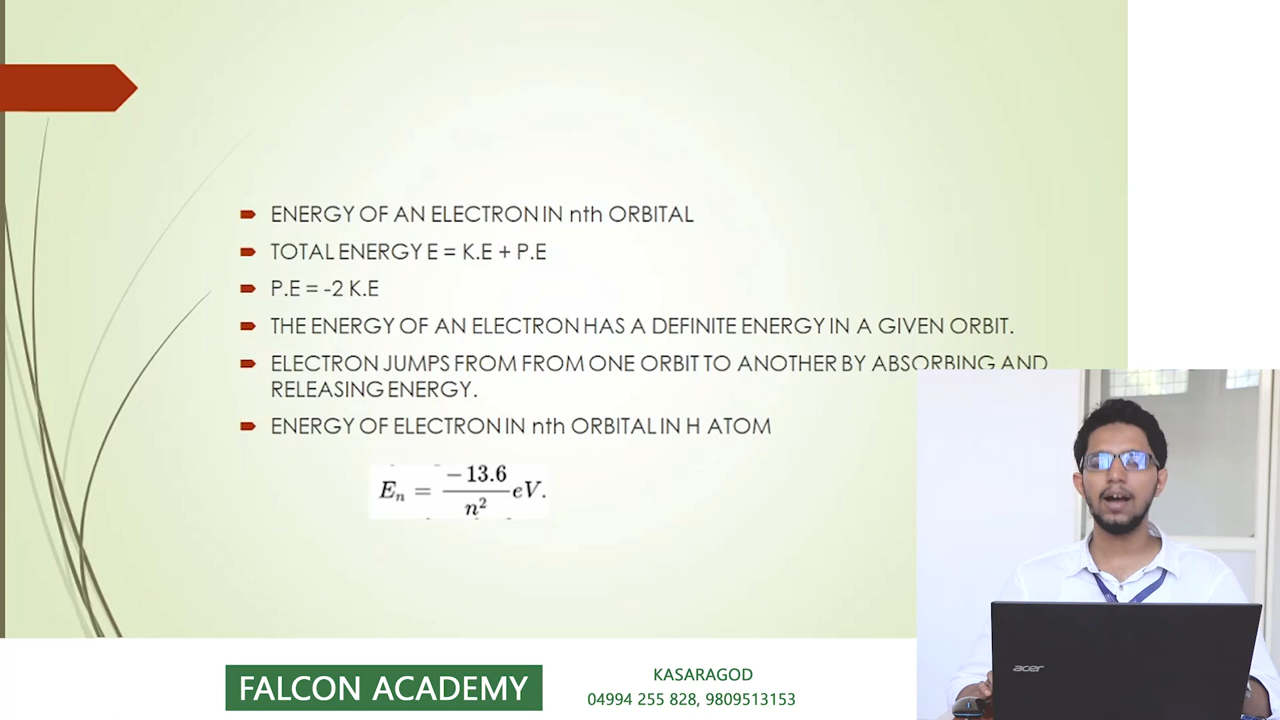 ENERGY OF AN ELECTRON IN nth ORBITAL
TOTAL ENERGY E = K.E + P.E
P.E = -2 K.E
THE ENERGY OF AN ELECTRON HAS A DEFINITE ENERGY IN A GIVEN ORBIT.
ELECTRON JUMPS FROM FROM ONE ORBIT TO ANOTHER BY ABSORBING AND
RELEASING ENERGY.
ENERGY OF ELECTRON IN nth ORBITAL IN H ATOM
Eₙ = −13.6/n² eV.
acer
FALCON ACADEMY
KASARAGOD
04994 255 828, 9809513153